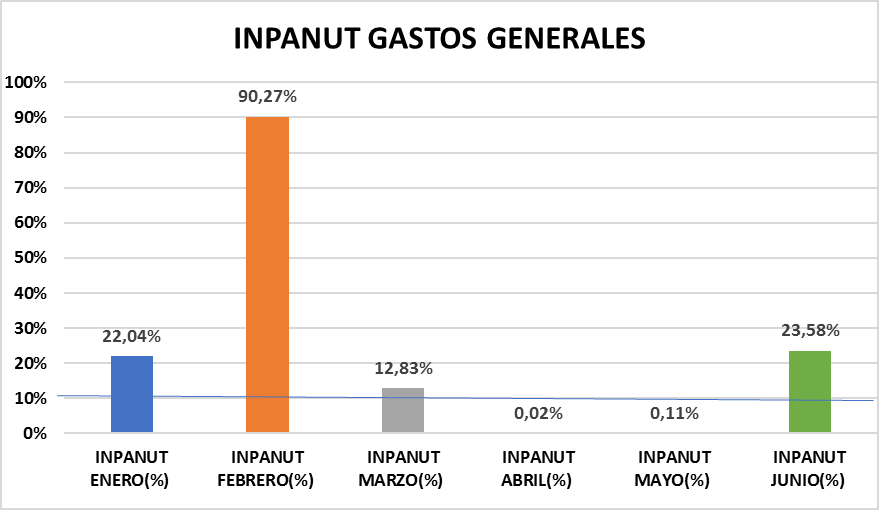 INPANUT GASTOS GENERALES
100%
90%
80%
70%
60%
50%
40%
30%
20%
10%
0%
22,04%
90,27%
12,83%
0,02%
0,11%
23,58%
INPANUT
ENERO(%)
INPANUT
FEBRERO(%)
INPANUT
MARZO(%)
INPANUT
ABRIL(%)
INPANUT
MAYO(%)
INPANUT
JUNIO(%)